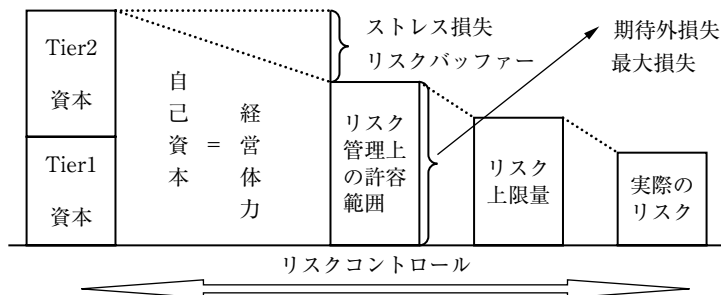 Tier2
資本
Tier1
資本
自己資本
=
経営体力
ストレス損失
リスクバッファー
リスク
管理上
の許容
範囲
期待外損失
最大損失
リスク
上限量
実際の
リスク
リスクコントロール